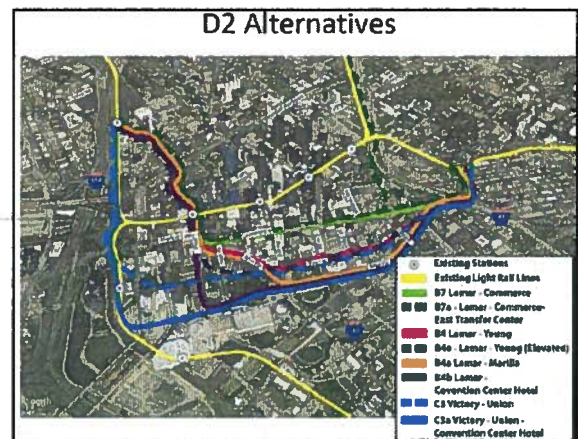 D2 Alternatives
Existing Stations
Existing Light Rail Lines
B7 Lamar - Commerce
B7a - Lamar - Commerce-
East Transfer Center
B4 Lamar - Young
Lamar - Young (Elevated)
B4a Lamar - Marilla
B4b Lamar -
Covention Center Hotel
C3 Victory - Union
C3a Victory - Union -
Convention Center Hotel